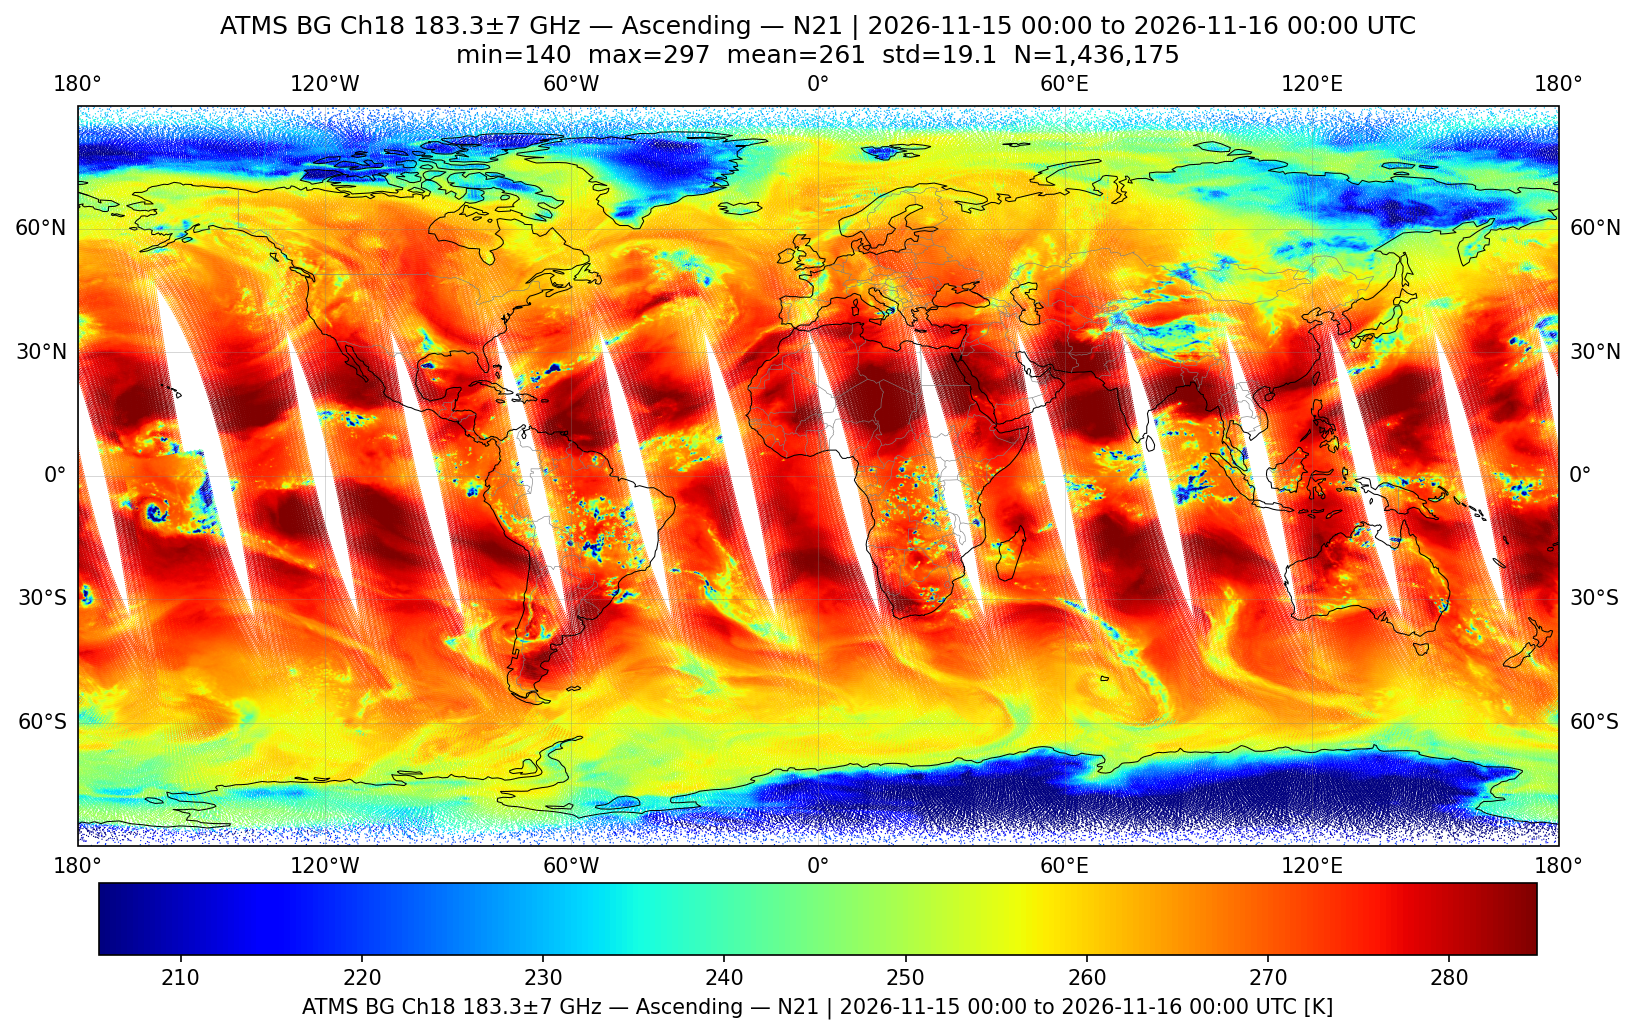 ATMS BG Ch18 183.3±7 GHz — Ascending — N21 | 2026-11-15 00:00 to 2026-11-16 00:00 UTC
min=140 max=297 mean=261 std=19.1 N=1,436,175
180° 120°W 60°W 0° 60°E 120°E 180°
60°N 60°N
30°N 30°N
0° 0°
30°S 30°S
60°S 60°S
180° 120°W 60°W 0° 60°E 120°E 180°
210 220 230 240 250 260 270 280
ATMS BG Ch18 183.3±7 GHz — Ascending — N21 | 2026-11-15 00:00 to 2026-11-16 00:00 UTC [K]